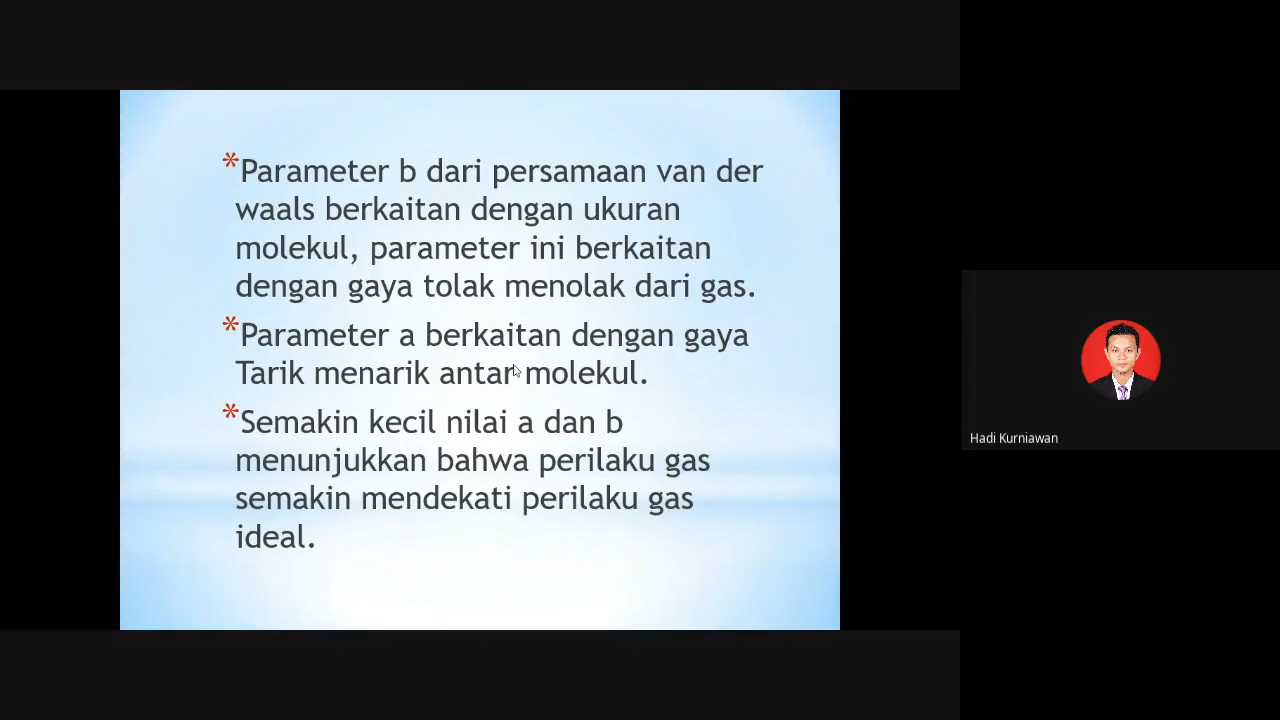 *Parameter b dari persamaan van der
waals berkaitan dengan ukuran
molekul, parameter ini berkaitan
dengan gaya tolak menolak dari gas.
*Parameter a berkaitan dengan gaya
Tarik menarik antar molekul.
*Semakin kecil nilai a dan b
menunjukkan bahwa perilaku gas
semakin mendekati perilaku gas
ideal.
Hadi Kurniawan